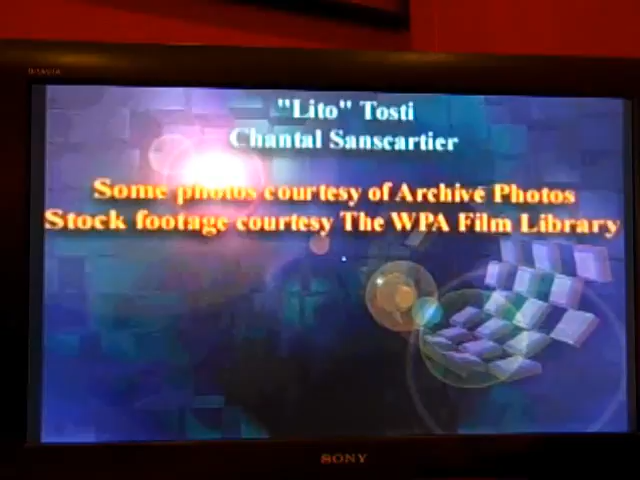 "Lito" Tosti
Chantal Sanscartier
Some photos courtesy of Archive Photos
Stock footage courtesy The WPA Film Library
SONY